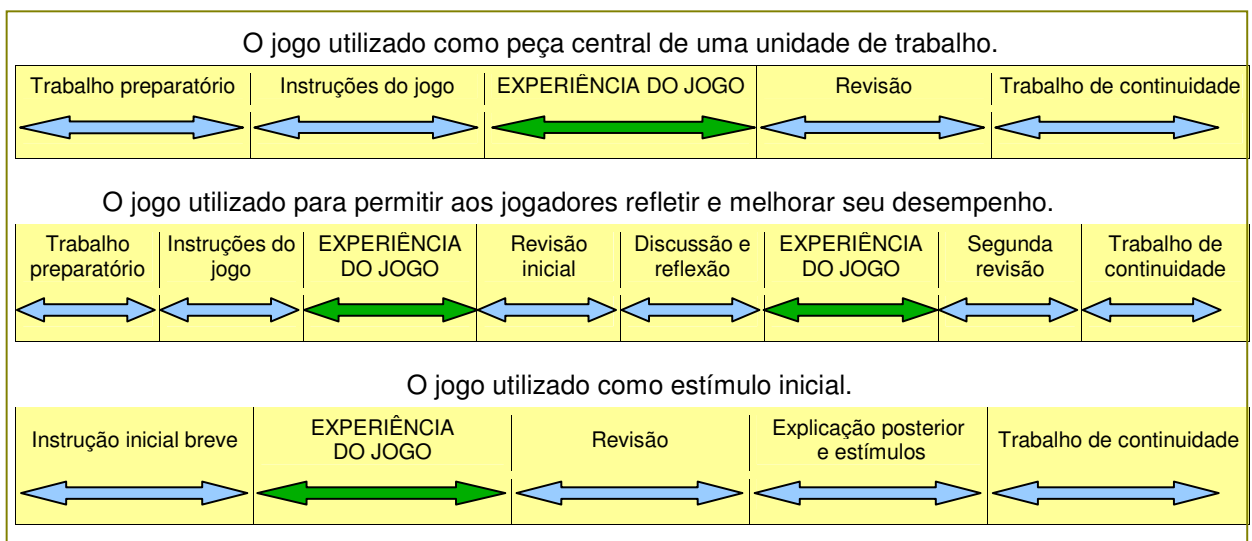 O jogo utilizado como peça central de uma unidade de trabalho.
Trabalho preparatório
Instruções do jogo
EXPERIÊNCIA DO JOGO
Revisão
Trabalho de continuidade
O jogo utilizado para permitir aos jogadores refletir e melhorar seu desempenho.
Trabalho
preparatório
Instruções do
jogo
EXPERIÊNCIA
DO JOGO
Revisão
inicial
Discussão e
reflexão
EXPERIÊNCIA
DO JOGO
Segunda
revisão
Trabalho de
continuidade
O jogo utilizado como estímulo inicial.
Instrução inicial breve
EXPERIÊNCIA
DO JOGO
Revisão
Explicação posterior
e estímulos
Trabalho de continuidade